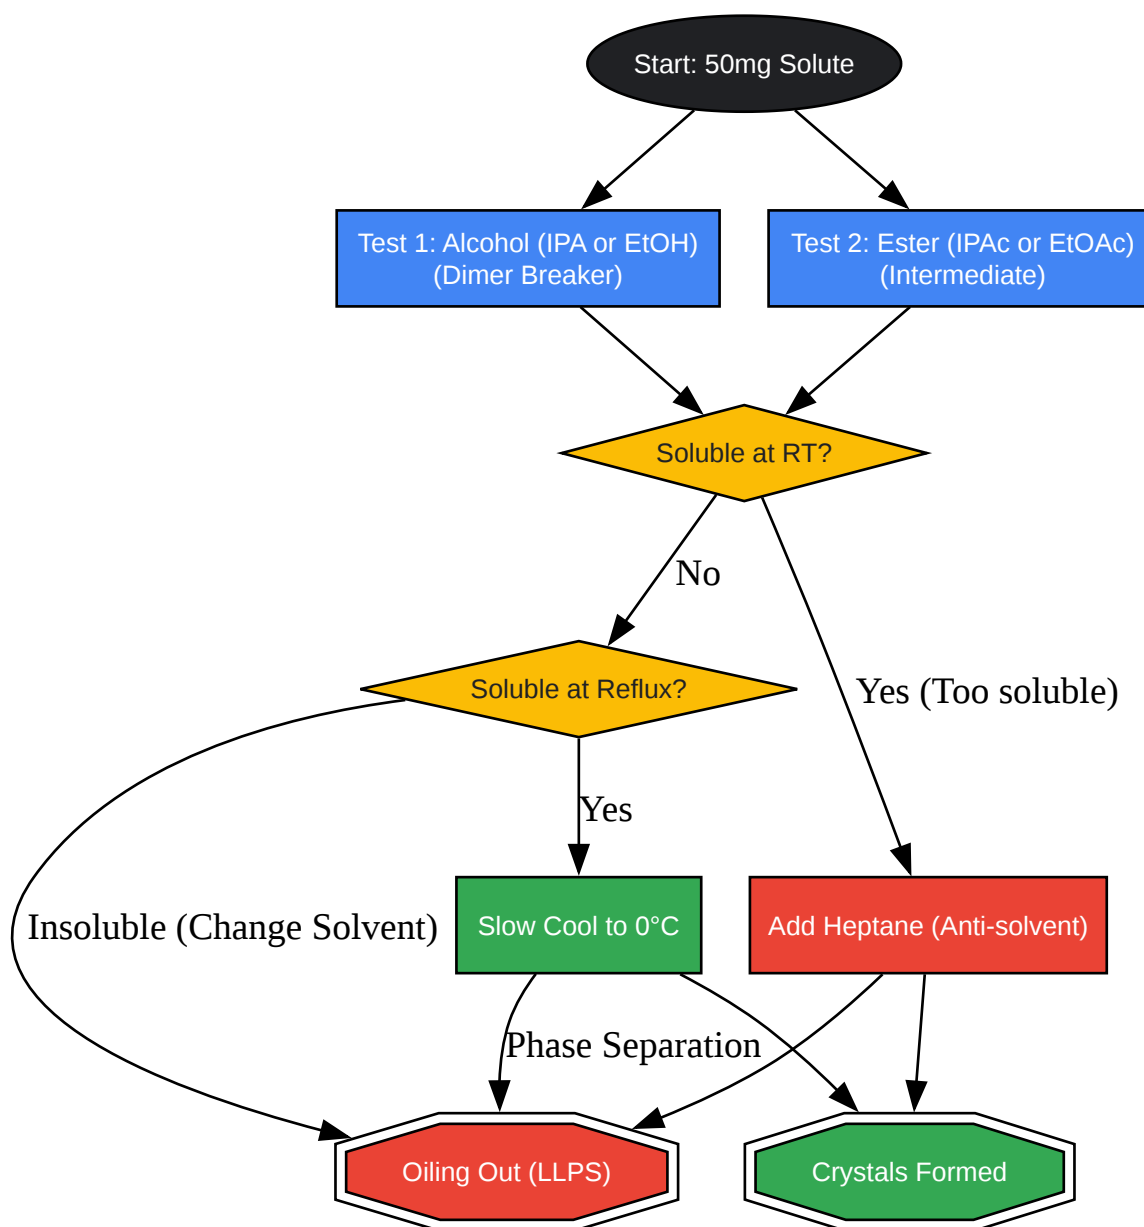 Start: 50mg Solute
Test 1: Alcohol (IPA or EtOH)
(Dimer Breaker)
Test 2: Ester (IPAc or EtOAc)
(Intermediate)
Soluble at RT?
No
Soluble at Reflux?
Yes (Too soluble)
Yes
Insoluble (Change Solvent)
Slow Cool to 0°C
Add Heptane (Anti-solvent)
Phase Separation
Oiling Out (LLPS)
Crystals Formed